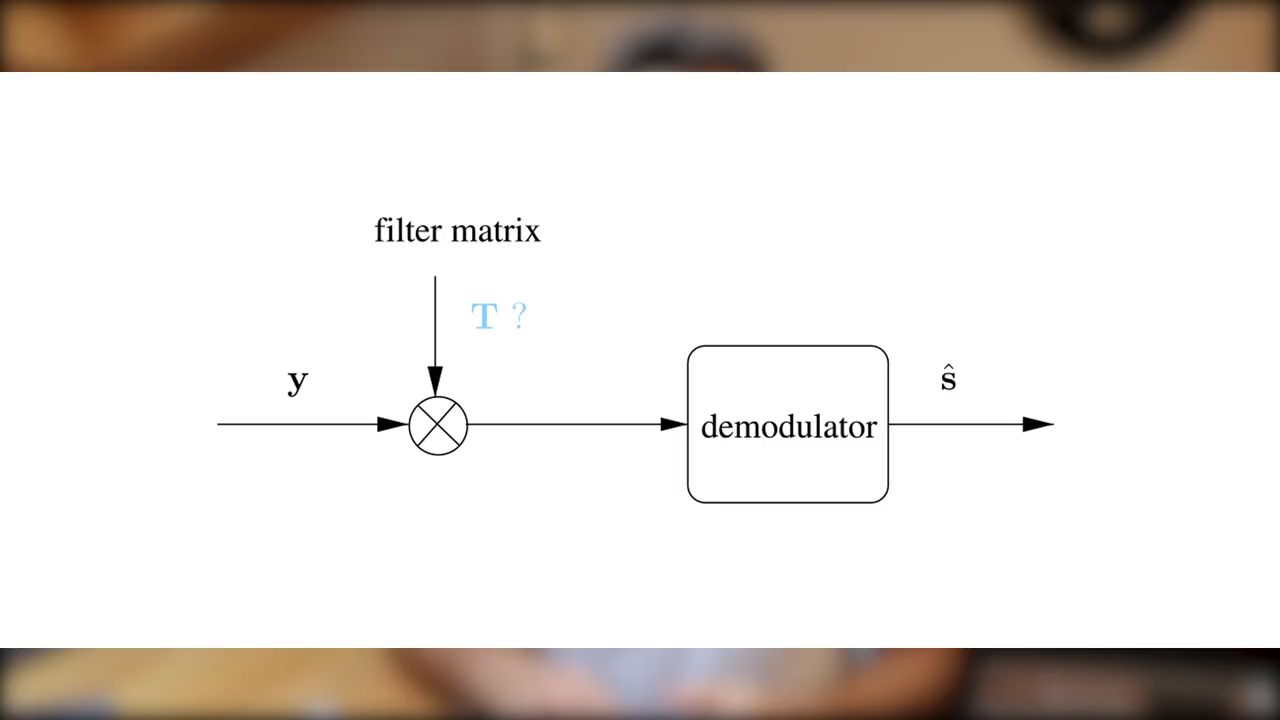 filter matrix
T ?
y
ŝ
demodulator